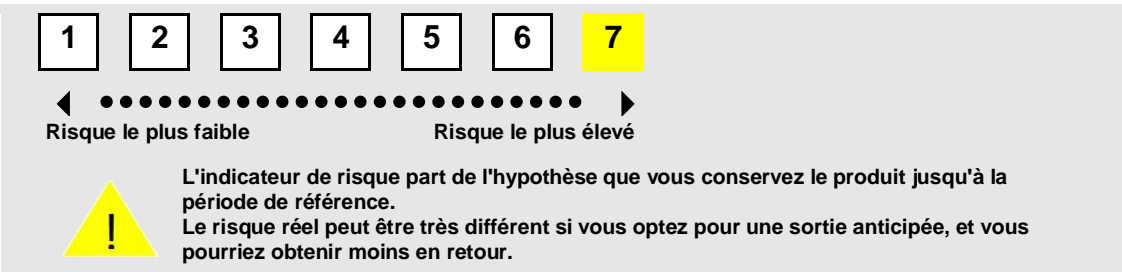 1 2 3 4 5 6 7
Risque le plus faible Risque le plus élevé
!
L'indicateur de risque part de l'hypothèse que vous conservez le produit jusqu'à la
période de référence.
Le risque réel peut être très différent si vous optez pour une sortie anticipée, et vous
pourriez obtenir moins en retour.